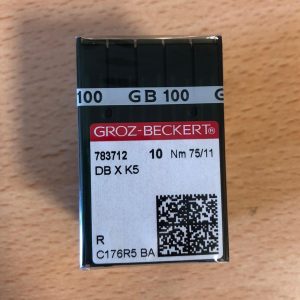 100 GB 100
GROZ-BECKERT®
783712 10 Nm 75/11
DB X K5
R
C176R5 BA